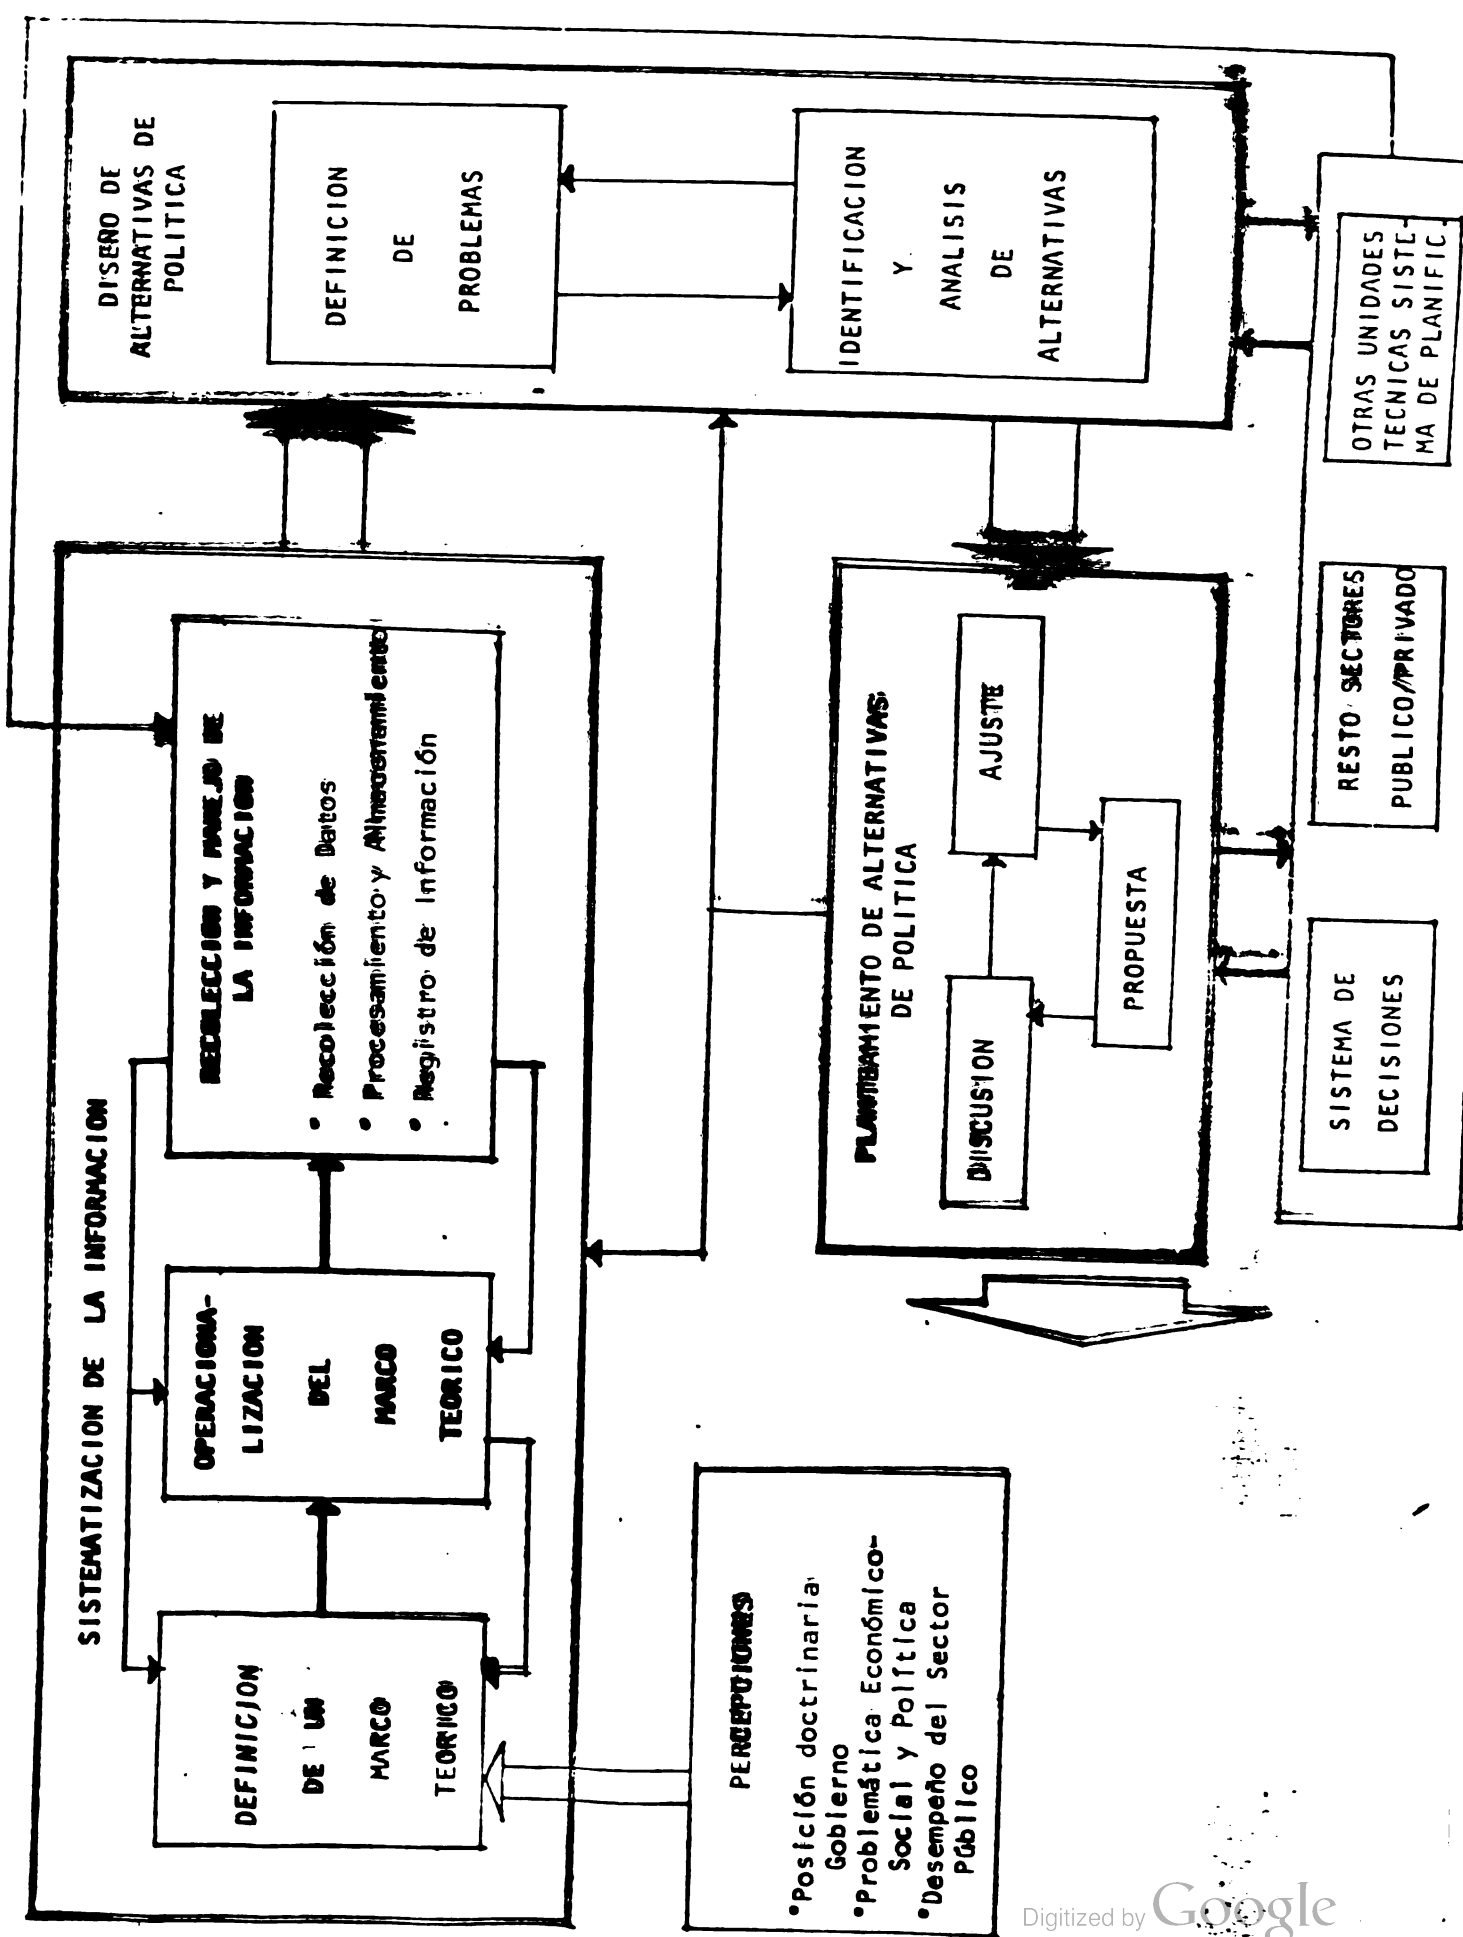 SISTEMATIZACION DE LA INFORMACION
DEFINICION
DE UN
MARCO
TEORICO
OPERACIONA-
LIZACION
DEL
MARCO
TEORICO
RECOLECCION Y MANEJO DE
LA INFORMACION
• Recolección de Datos
• Procesamiento y Almacenamiento
• Registro de Información
DISEÑO DE
ALTERNATIVAS DE
POLITICA
DEFINICION
DE
PROBLEMAS
IDENTIFICACION
Y
ANALISIS
DE
ALTERNATIVAS
PERCEPCIONES
•Posición doctrinaria
Gobierno
•Problemática Económico-
Social y Política
•Desempeño del Sector
Público
PLANTEAMIENTO DE ALTERNATIVAS
DE POLITICA
DISCUSION
AJUSTE
PROPUESTA
SISTEMA DE
DECISIONES
RESTO SECTORES
PUBLICO/PRIVADO
OTRAS UNIDADES
TECNICAS SISTE-
MA DE PLANIFIC.
Digitized by Google